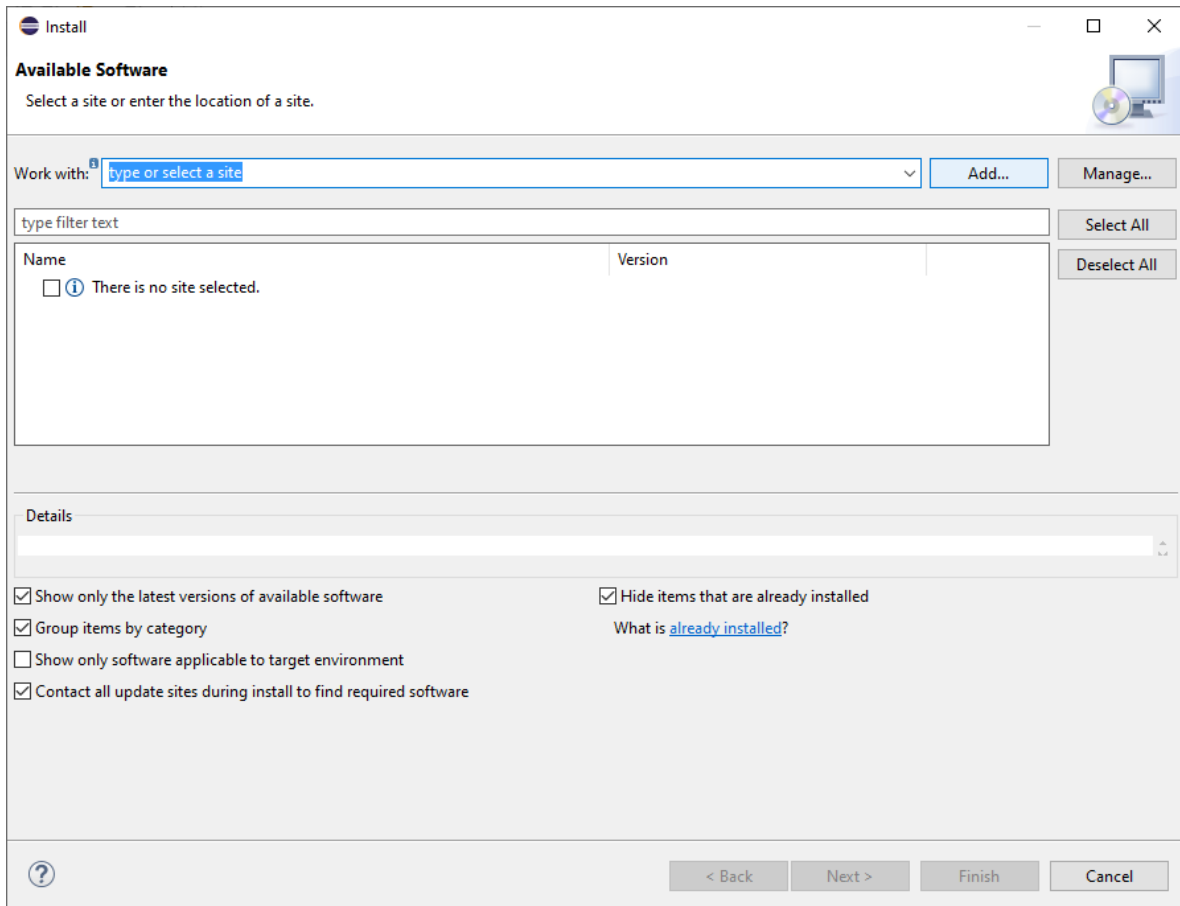 Install
Available Software
Select a site or enter the location of a site.
Work with: type or select a site Add... Manage...
type filter text Select All
Name Version Deselect All
There is no site selected.
Details
Show only the latest versions of available software Hide items that are already installed
Group items by category What is already installed?
Show only software applicable to target environment
Contact all update sites during install to find required software
< Back Next > Finish Cancel